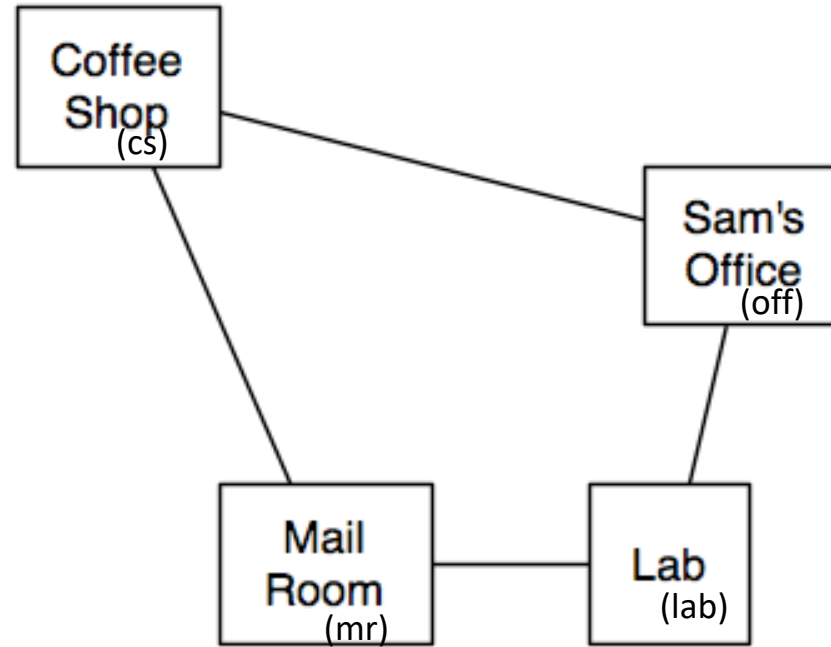 Coffee
Shop
(cs)
Sam's
Office
(off)
Mail
Room
(mr)
Lab
(lab)